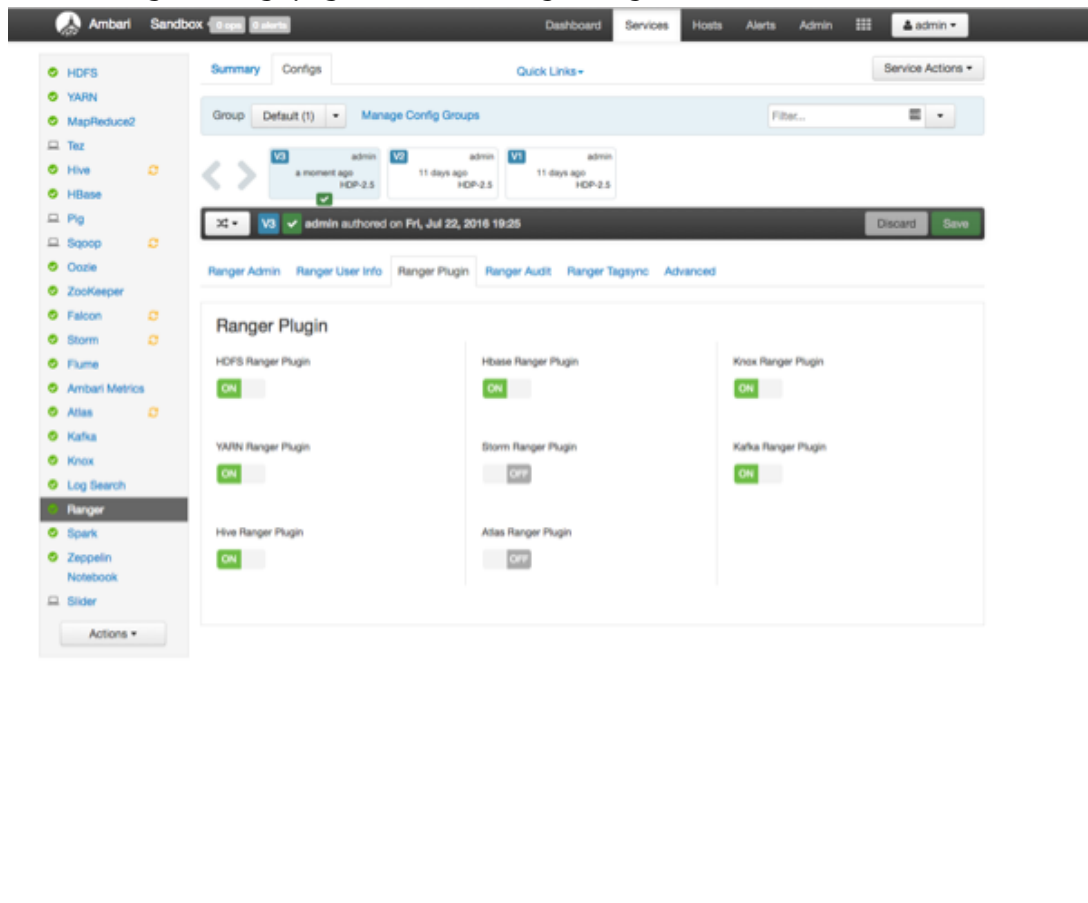 Ambari Sandbox 0 ops 0 alerts Dashboard Services Hosts Alerts Admin admin
HDFS
YARN
MapReduce2
Tez
Hive
HBase
Pig
Sqoop
Oozie
ZooKeeper
Falcon
Storm
Flume
Ambari Metrics
Atlas
Kafka
Knox
Log Search
Ranger
Spark
Zeppelin
Notebook
Slider
Actions
Summary Configs Quick Links Service Actions
Group Default (1) Manage Config Groups Filter...
V3 admin V2 admin V1 admin
a moment ago 11 days ago 11 days ago
HDP-2.5 HDP-2.5 HDP-2.5
V3 admin authored on Fri, Jul 22, 2016 19:25 Discard Save
Ranger Admin Ranger User Info Ranger Plugin Ranger Audit Ranger Tagsync Advanced
Ranger Plugin
HDFS Ranger Plugin Hbase Ranger Plugin Knox Ranger Plugin
ON ON ON
YARN Ranger Plugin Storm Ranger Plugin Kafka Ranger Plugin
ON OFF ON
Hive Ranger Plugin Atlas Ranger Plugin
ON OFF